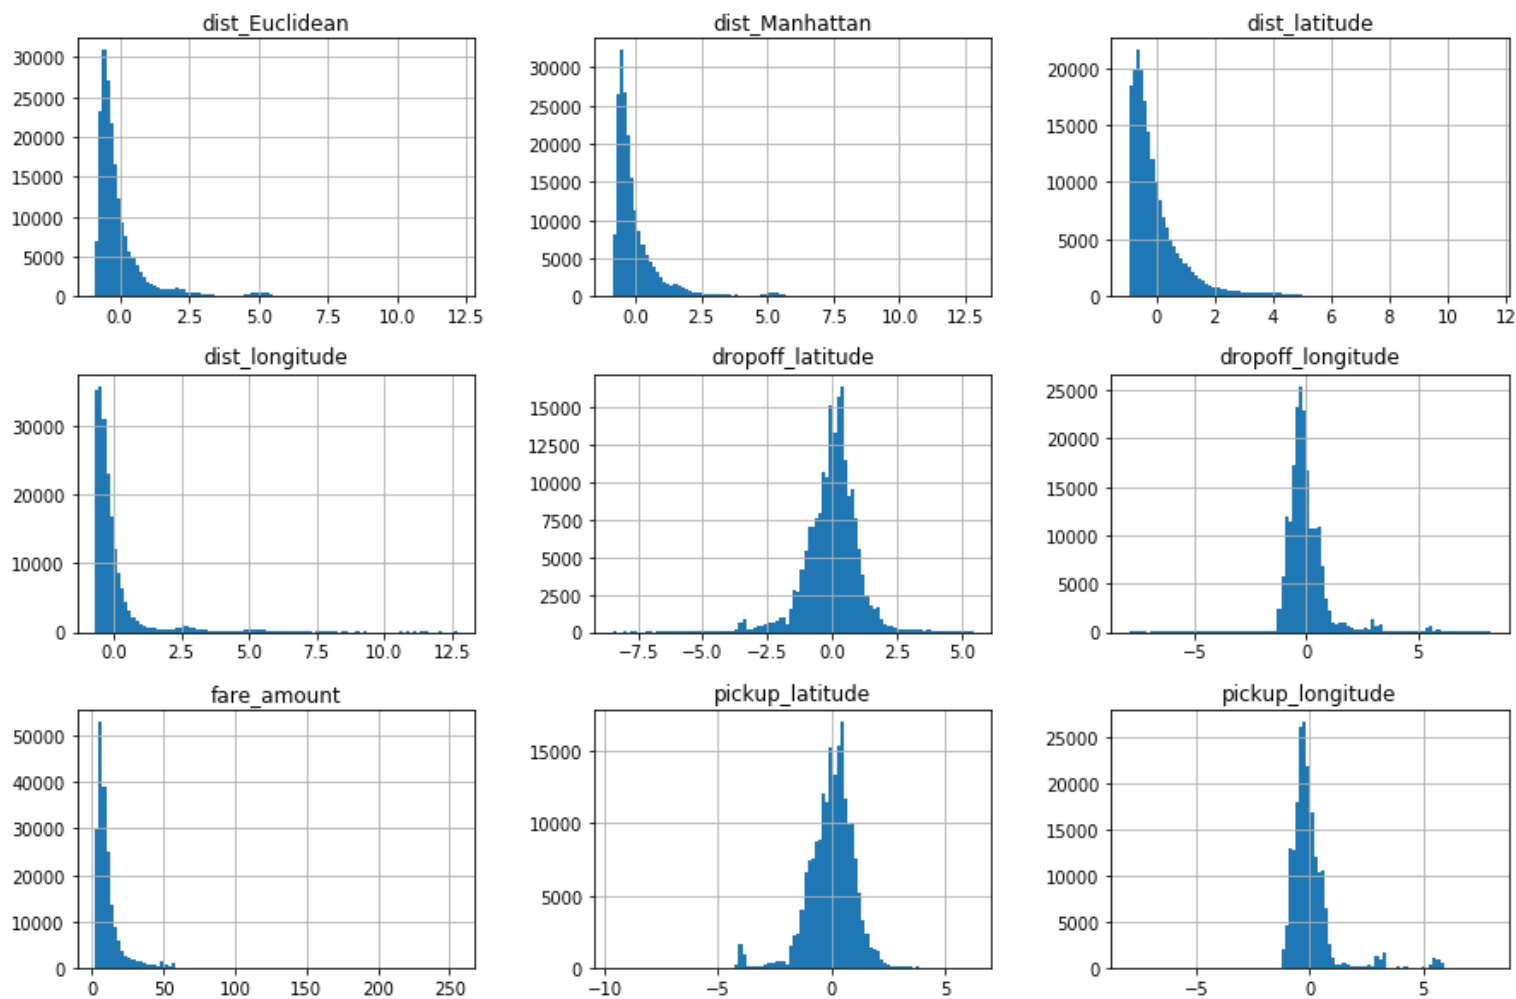 dist_Euclidean
30000
25000
20000
15000
10000
5000
0
0.0 2.5 5.0 7.5 10.0 12.5
dist_Manhattan
30000
25000
20000
15000
10000
5000
0
0.0 2.5 5.0 7.5 10.0 12.5
dist_latitude
20000
15000
10000
5000
0
0 2 4 6 8 10 12
dist_longitude
30000
20000
10000
0
0.0 2.5 5.0 7.5 10.0 12.5
dropoff_latitude
15000
12500
10000
7500
5000
2500
0
−7.5 −5.0 −2.5 0.0 2.5 5.0
dropoff_longitude
25000
20000
15000
10000
5000
0
−5 0 5
fare_amount
50000
40000
30000
20000
10000
0
0 50 100 150 200 250
pickup_latitude
15000
10000
5000
0
−10 −5 0 5
pickup_longitude
25000
20000
15000
10000
5000
0
−5 0 5